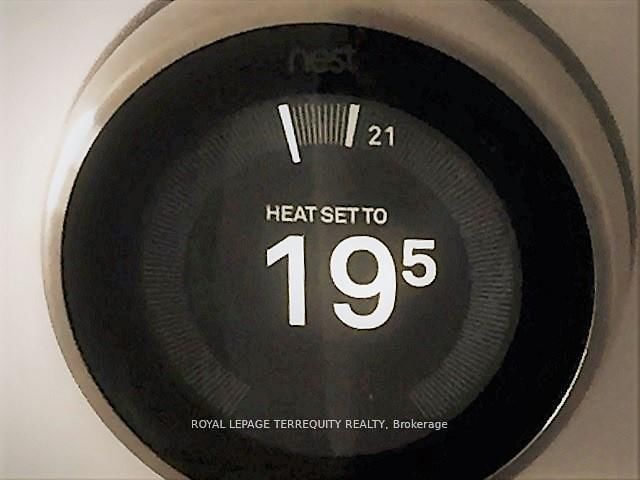 nest
21
HEAT SET TO
19⁵
ROYAL LEPAGE TERREQUITY REALTY, Brokerage